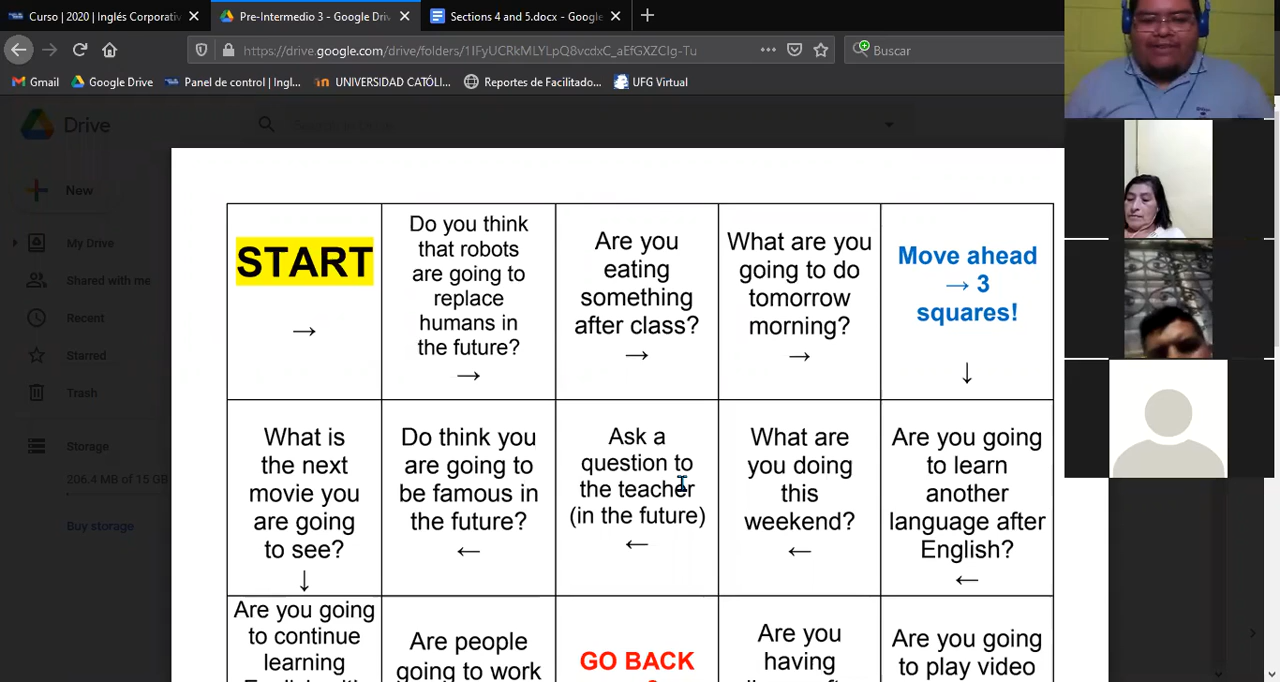 Curso | 2020 | Inglés Corporativ
Pre-Intermedio 3 - Google Driv
Sections 4 and 5.docx - Google
https://drive.google.com/drive/folders/1IFyUCRkMLYLpQ8vcdxC_aEfGXZCIg-Tu
Buscar
Gmail
Google Drive
Panel de control | Ingl...
UNIVERSIDAD CATÓLI...
Reportes de Facilitado...
UFG Virtual
Drive
New
My Drive
Shared with me
Recent
Starred
Trash
Storage
206.4 MB of 15 GB
Buy storage
START
→
Do you think
that robots
are going to
replace
humans in
the future?
→
Are you
eating
something
after class?
→
What are you
going to do
tomorrow
morning?
→
Move ahead
→ 3
squares!
↓
What is
the next
movie you
are going
to see?
↓
Do think you
are going to
be famous in
the future?
←
Ask a
question to
the teacher
(in the future)
←
What are
you doing
this
weekend?
←
Are you going
to learn
another
language after
English?
←
Are you going
to continue
learning
Are people
going to work
GO BACK
Are you
having
Are you going
to play video